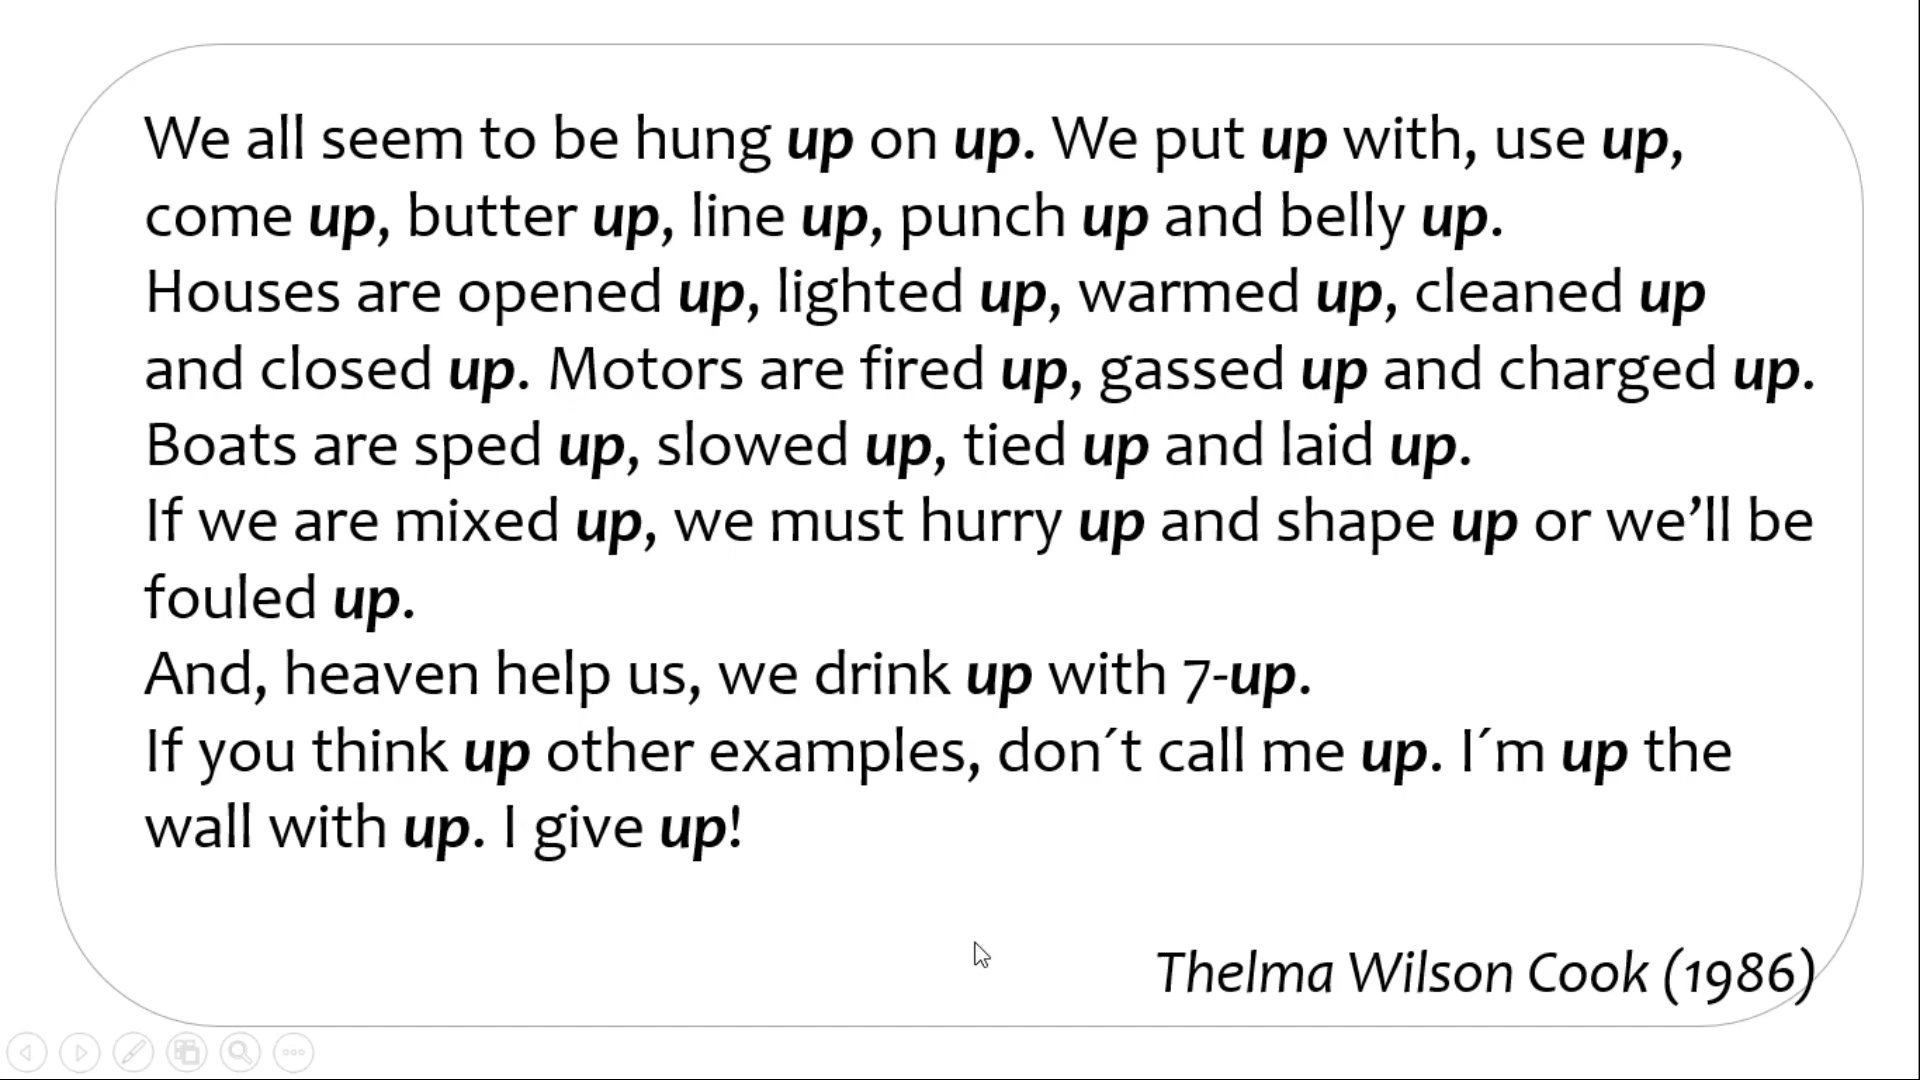 We all seem to be hung up on up. We put up with, use up,
come up, butter up, line up, punch up and belly up.
Houses are opened up, lighted up, warmed up, cleaned up
and closed up. Motors are fired up, gassed up and charged up.
Boats are sped up, slowed up, tied up and laid up.
If we are mixed up, we must hurry up and shape up or we’ll be
fouled up.
And, heaven help us, we drink up with 7-up.
If you think up other examples, don´t call me up. I´m up the
wall with up. I give up!
Thelma Wilson Cook (1986)